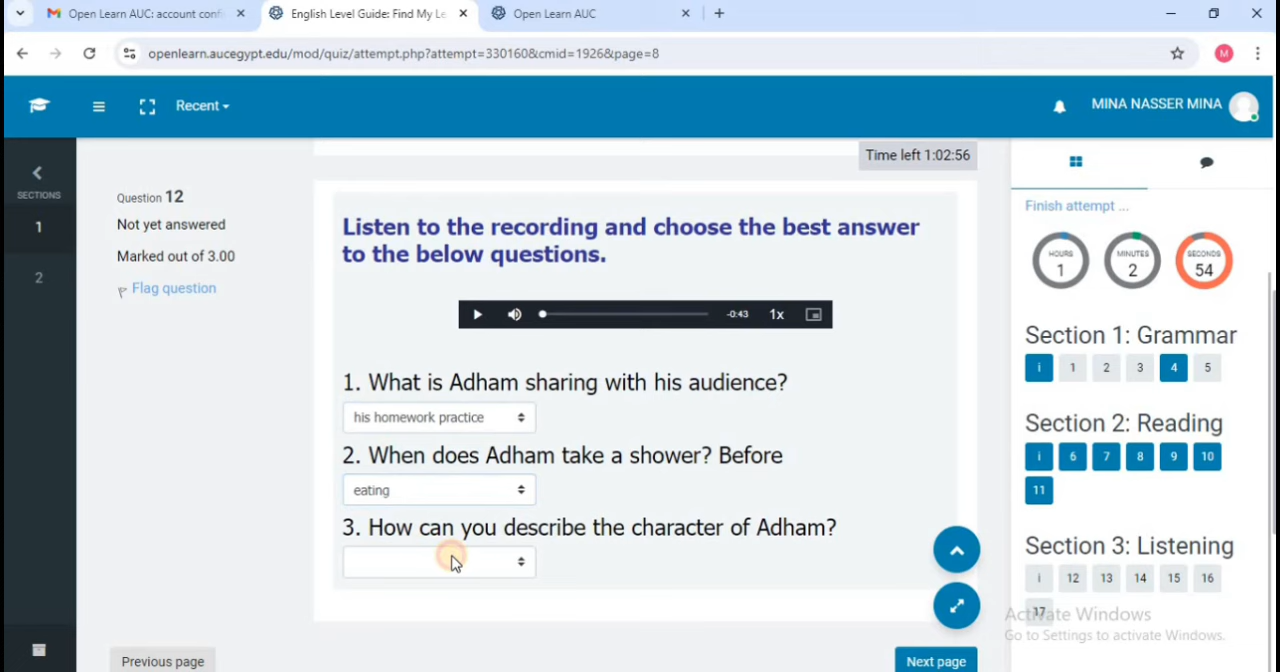 Open Learn AUC: account confi
English Level Guide: Find My Le
Open Learn AUC
openlearn.aucegypt.edu/mod/quiz/attempt.php?attempt=330160&cmid=1926&page=8
M
Recent
MINA NASSER MINA
SECTIONS
1
2
Question 12
Not yet answered
Marked out of 3.00
Flag question
Time left 1:02:56
Listen to the recording and choose the best answer
to the below questions.
-0:43
1x
1. What is Adham sharing with his audience?
his homework practice
2. When does Adham take a shower? Before
eating
3. How can you describe the character of Adham?
Previous page
Next page
Finish attempt ...
HOURS
1
MINUTES
2
SECONDS
54
Section 1: Grammar
i 1 2 3 4 5
Section 2: Reading
i 6 7 8 9 10
11
Section 3: Listening
i 12 13 14 15 16
17
Activate Windows
Go to Settings to activate Windows.